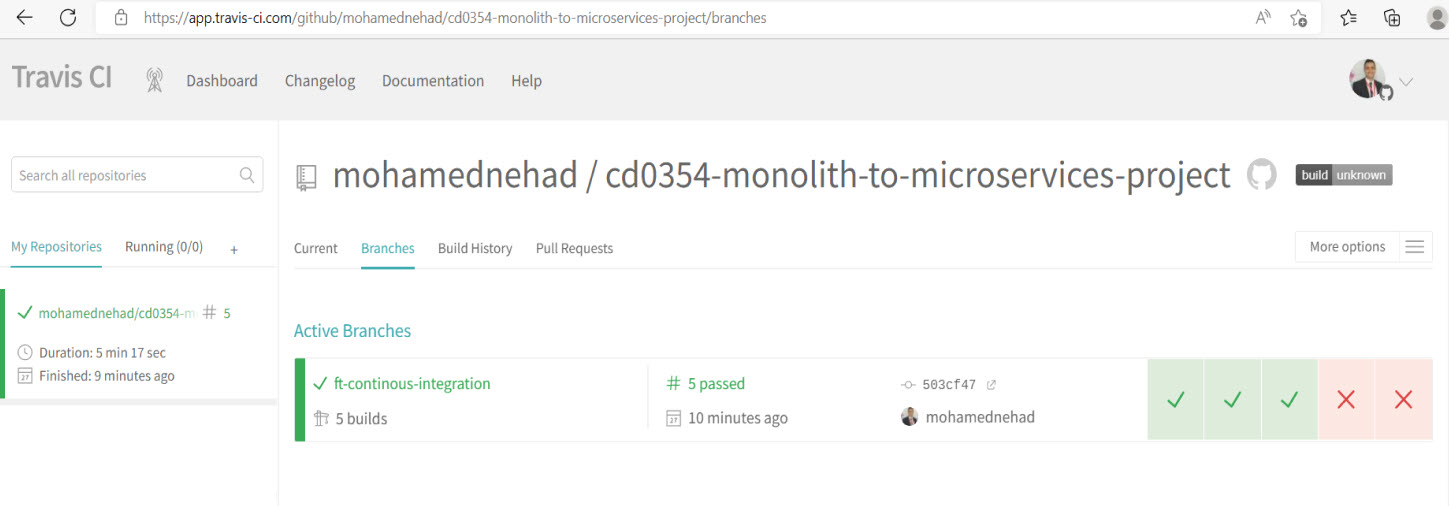 https://app.travis-ci.com/github/mohamednehad/cd0354-monolith-to-microservices-project/branches
Travis CI
Dashboard Changelog Documentation Help
Search all repositories
mohamednehad / cd0354-monolith-to-microservices-project build unknown
My Repositories Running (0/0) +
Current Branches Build History Pull Requests More options
mohamednehad/cd0354-m # 5
Duration: 5 min 17 sec
27 Finished: 9 minutes ago
Active Branches
ft-continous-integration # 5 passed 503cf47
5 builds 27 10 minutes ago mohamednehad